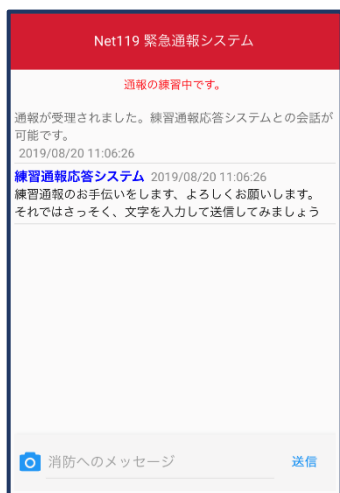 Net119 緊急通報システム
通報の練習中です。
通報が受理されました。練習通報応答システムとの会話が
可能です。
2019/08/20 11:06:26
練習通報応答システム 2019/08/20 11:06:26
練習通報のお手伝いをします、よろしくお願いします。
それではさっそく、文字を入力して送信してみましょう
消防へのメッセージ 送信